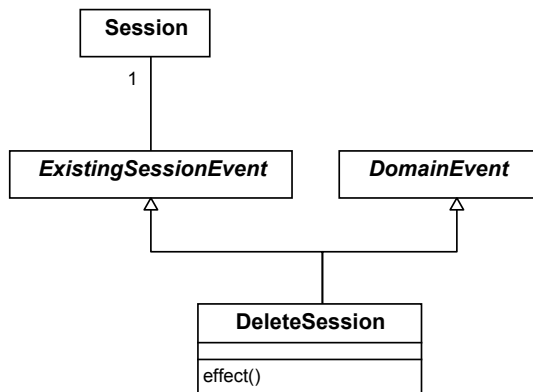 Session
1
ExistingSessionEvent
DomainEvent
DeleteSession
effect()